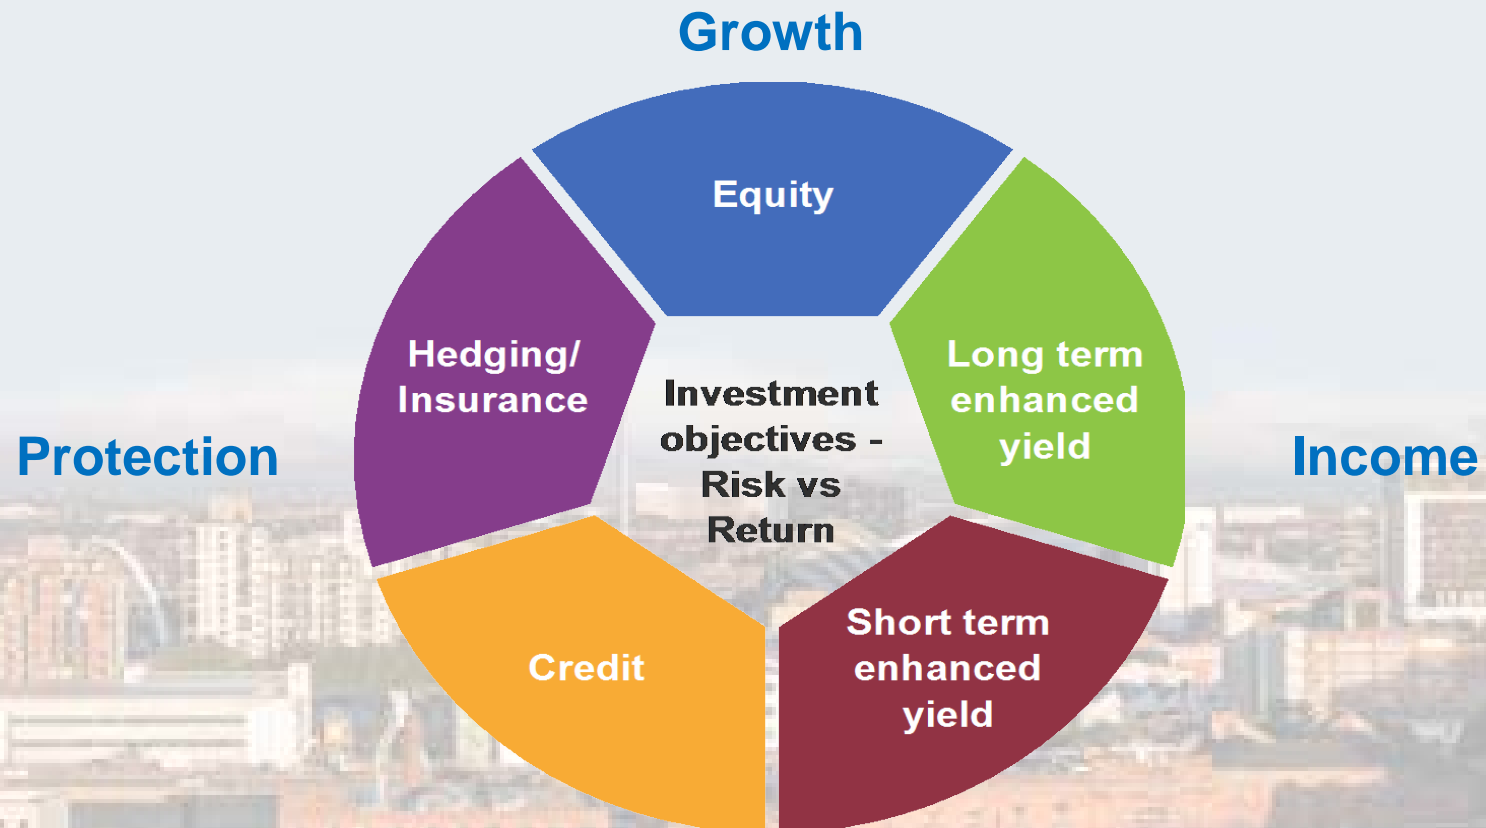 Growth
Equity
Hedging/
Insurance
Long term
enhanced
yield
Investment
objectives -
Risk vs
Return
Protection
Income
Short term
enhanced
yield
Credit